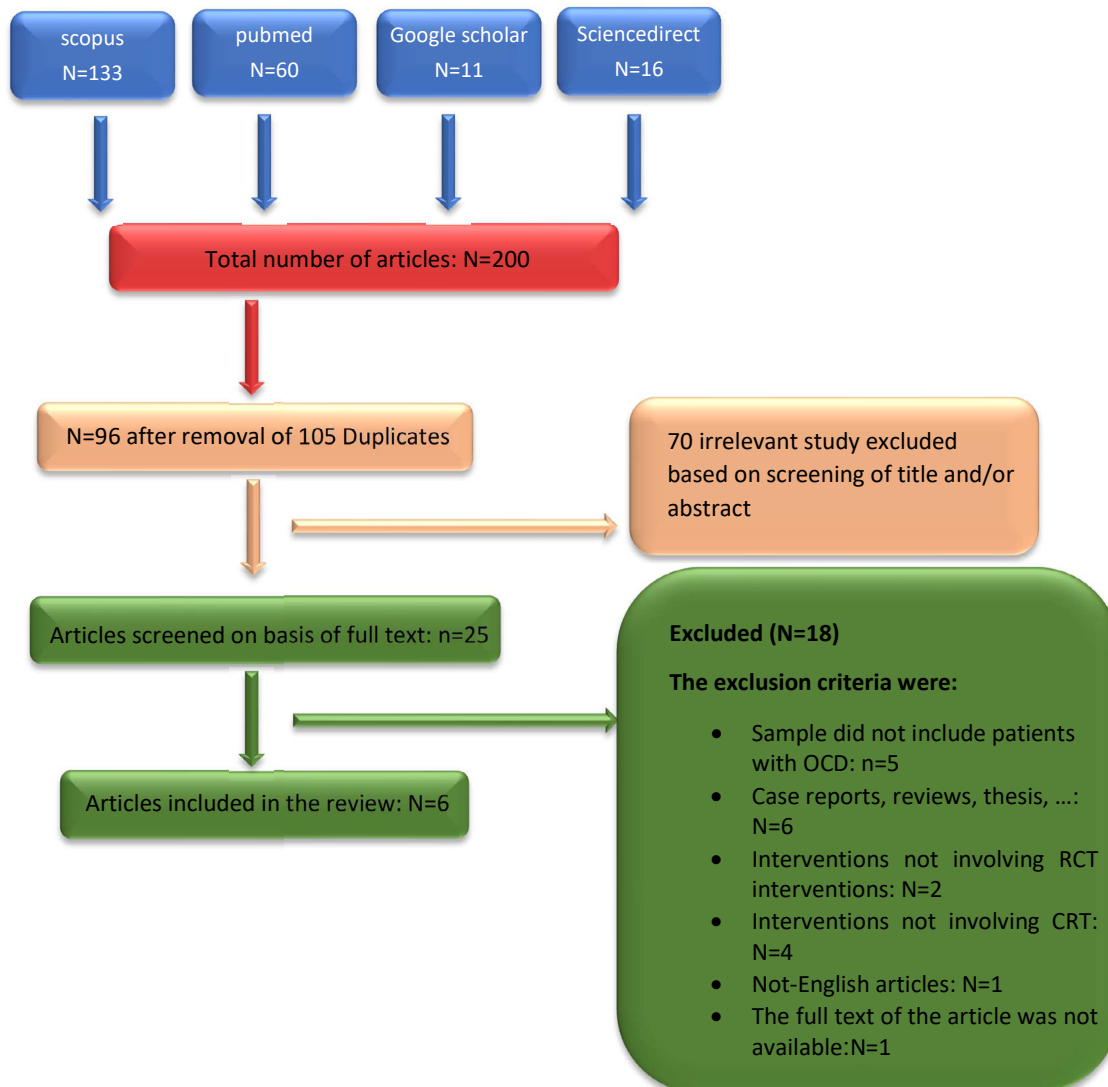 scopus
N=133
pubmed
N=60
Google scholar
N=11
Sciencedirect
N=16
Total number of articles: N=200
N=96 after removal of 105 Duplicates
70 irrelevant study excluded
based on screening of title and/or
abstract
Articles screened on basis of full text: n=25
Excluded (N=18)
The exclusion criteria were:
• Sample did not include patients
with OCD: n=5
• Case reports, reviews, thesis, ...:
N=6
• Interventions not involving RCT
interventions: N=2
• Interventions not involving CRT:
N=4
• Not-English articles: N=1
• The full text of the article was not
available:N=1
Articles included in the review: N=6